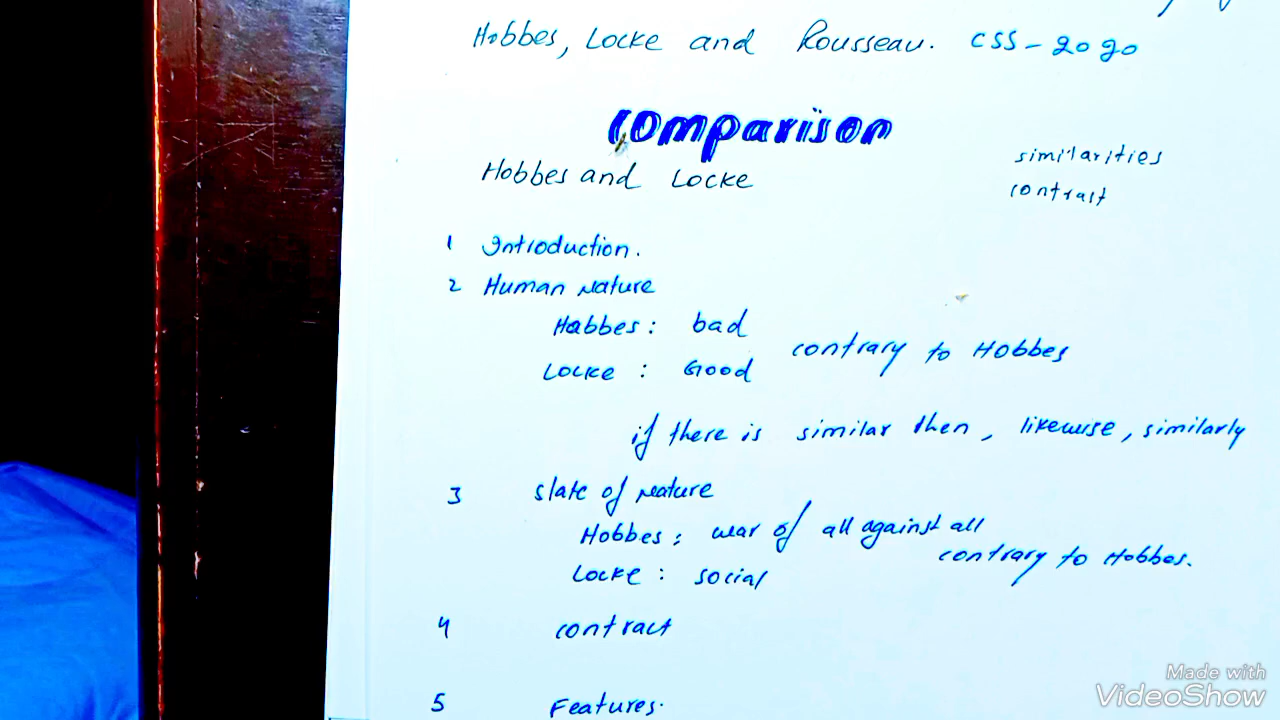 Hobbes, Locke and Rousseau. CSS-2020
comparison
similarities
Hobbes and Locke
contrast
1 Introduction.
2 Human Nature
Habbes: bad
contrary to Hobbes
Locke : Good
if there is similar then, likewise, similarly
3 State of Nature
Hobbes: war of all against all
contrary to Hobbes.
Locke : social
4 contract
5 Features.
Made with
VideoShow